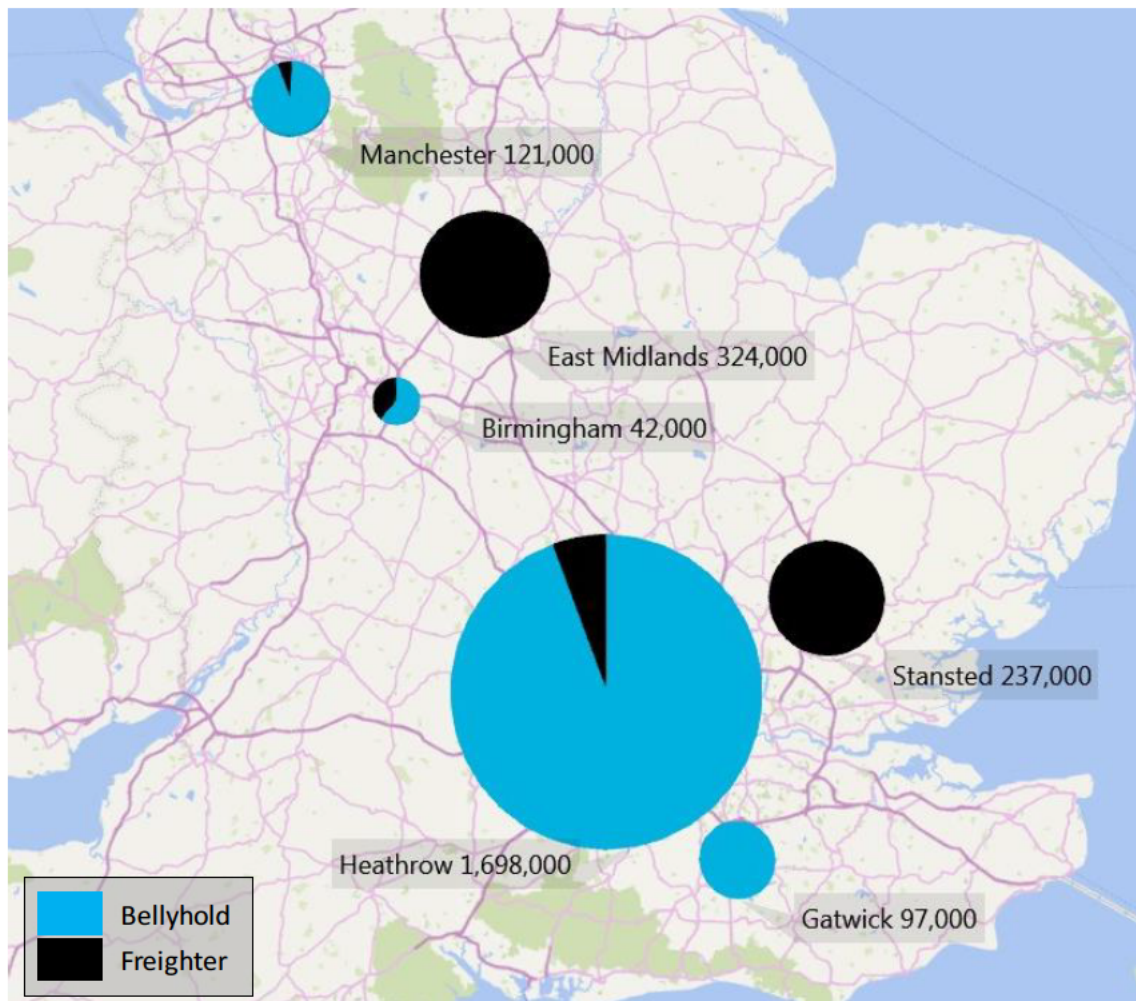 Manchester 121,000
East Midlands 324,000
Birmingham 42,000
Stansted 237,000
Heathrow 1,698,000
Gatwick 97,000
Bellyhold
Freighter